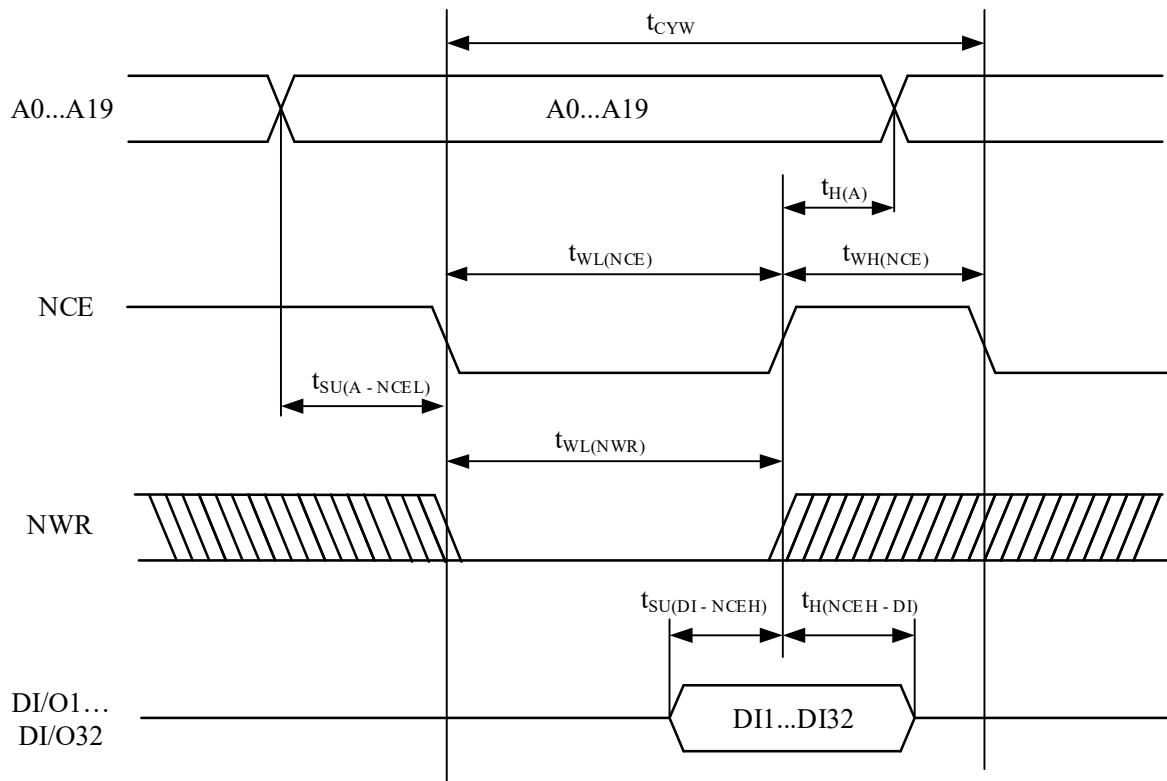 tCYW
A0...A19
A0...A19
tH(A)
tWL(NCE)
tWH(NCE)
NCE
tSU(A - NCEL)
tWL(NWR)
NWR
tSU(DI - NCEH)
tH(NCEH - DI)
DI/O1…
DI/O32
DI1...DI32